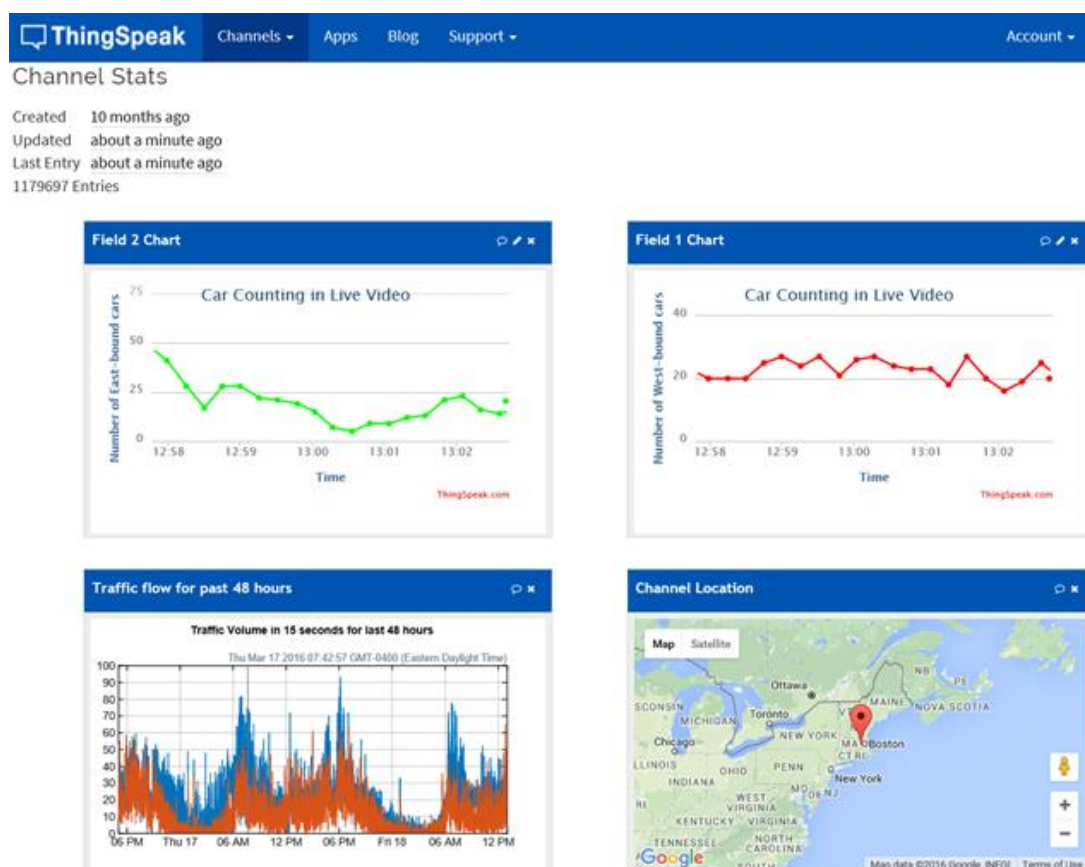 ThingSpeak Channels Apps Blog Support Account
Channel Stats
Created 10 months ago
Updated about a minute ago
Last Entry about a minute ago
1179697 Entries
Field 2 Chart
Car Counting in Live Video
Number of East-bound cars
75
50
25
0
12:58 12:59 13:00 13:01 13:02
Time
ThingSpeak.com
Field 1 Chart
Car Counting in Live Video
Number of West-bound cars
40
20
0
12:58 12:59 13:00 13:01 13:02
Time
ThingSpeak.com
Traffic flow for past 48 hours
Traffic Volume in 15 seconds for last 48 hours
Thu Mar 17 2016 07:42:57 GMT-0400 (Eastern Daylight Time)
100
90
80
70
60
50
40
30
20
10
0
06 PM Thu 17 06 AM 12 PM 06 PM Fri 18 06 AM 12 PM
Channel Location
Map Satellite
NB
PE
Ottawa
MAINE
NOVA SCOTIA
SCONSIN
MICHIGAN
Toronto
NEW YORK
Chicago
MA
Boston
CT RI
LLINOIS
OHIO
PENN
New York
INDIANA
MD
DE NJ
WEST
VIRGINIA
KENTUCKY
VIRGINIA
TENNESSEE
NORTH
CAROLINA
Google
SOUTH
Map data ©2016 Google, INEGI Terms of Use